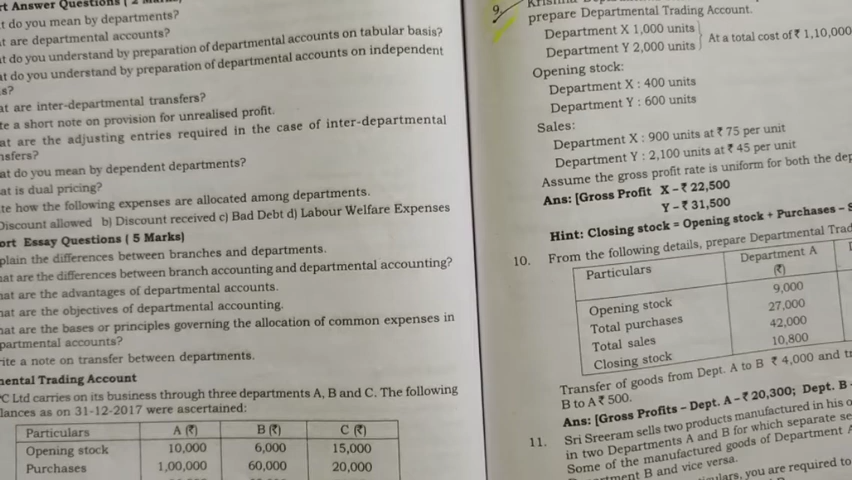 rt Answer Questions
t do you mean by departments?
t are departmental accounts?
t do you understand by preparation of departmental accounts on tabular basis?
at do you understand by preparation of departmental accounts on independent
s?
at are inter-departmental transfers?
te a short note on provision for unrealised profit.
at are the adjusting entries required in the case of inter-departmental
nsfers?
at do you mean by dependent departments?
at is dual pricing?
te how the following expenses are allocated among departments.
Discount allowed b) Discount received c) Bad Debt d) Labour Welfare Expenses
ort Essay Questions ( 5 Marks)
plain the differences between branches and departments.
hat are the differences between branch accounting and departmental accounting?
hat are the advantages of departmental accounts.
hat are the objectives of departmental accounting.
hat are the bases or principles governing the allocation of common expenses in
partmental accounts?
rite a note on transfer between departments.
mental Trading Account
C Ltd carries on its business through three departments A, B and C. The following
lances as on 31-12-2017 were ascertained:
Particulars A (₹) B (₹) C (₹)
Opening stock 10,000 6,000 15,000
Purchases 1,00,000 60,000 20,000
9.
prepare Departmental Trading Account.
Department X 1,000 units
Department Y 2,000 units } At a total cost of ₹ 1,10,000
Opening stock:
Department X : 400 units
Department Y : 600 units
Sales:
Department X : 900 units at ₹ 75 per unit
Department Y : 2,100 units at ₹ 45 per unit
Assume the gross profit rate is uniform for both the dep
Ans: [Gross Profit X – ₹ 22,500
Y – ₹ 31,500
Hint: Closing stock = Opening stock + Purchases – S
10. From the following details, prepare Departmental Trad
Particulars Department A
(₹)
Opening stock 9,000
Total purchases 27,000
Total sales 42,000
Closing stock 10,800
Transfer of goods from Dept. A to B ₹ 4,000 and
B to A ₹ 500.
Ans: [Gross Profits – Dept. A – ₹ 20,300; Dept. B
11. Sri Sreeram sells two products manufactured in his o
in two Departments A and B for which separate se
Some of the manufactured goods of Department A
B and vice versa.
you are required to